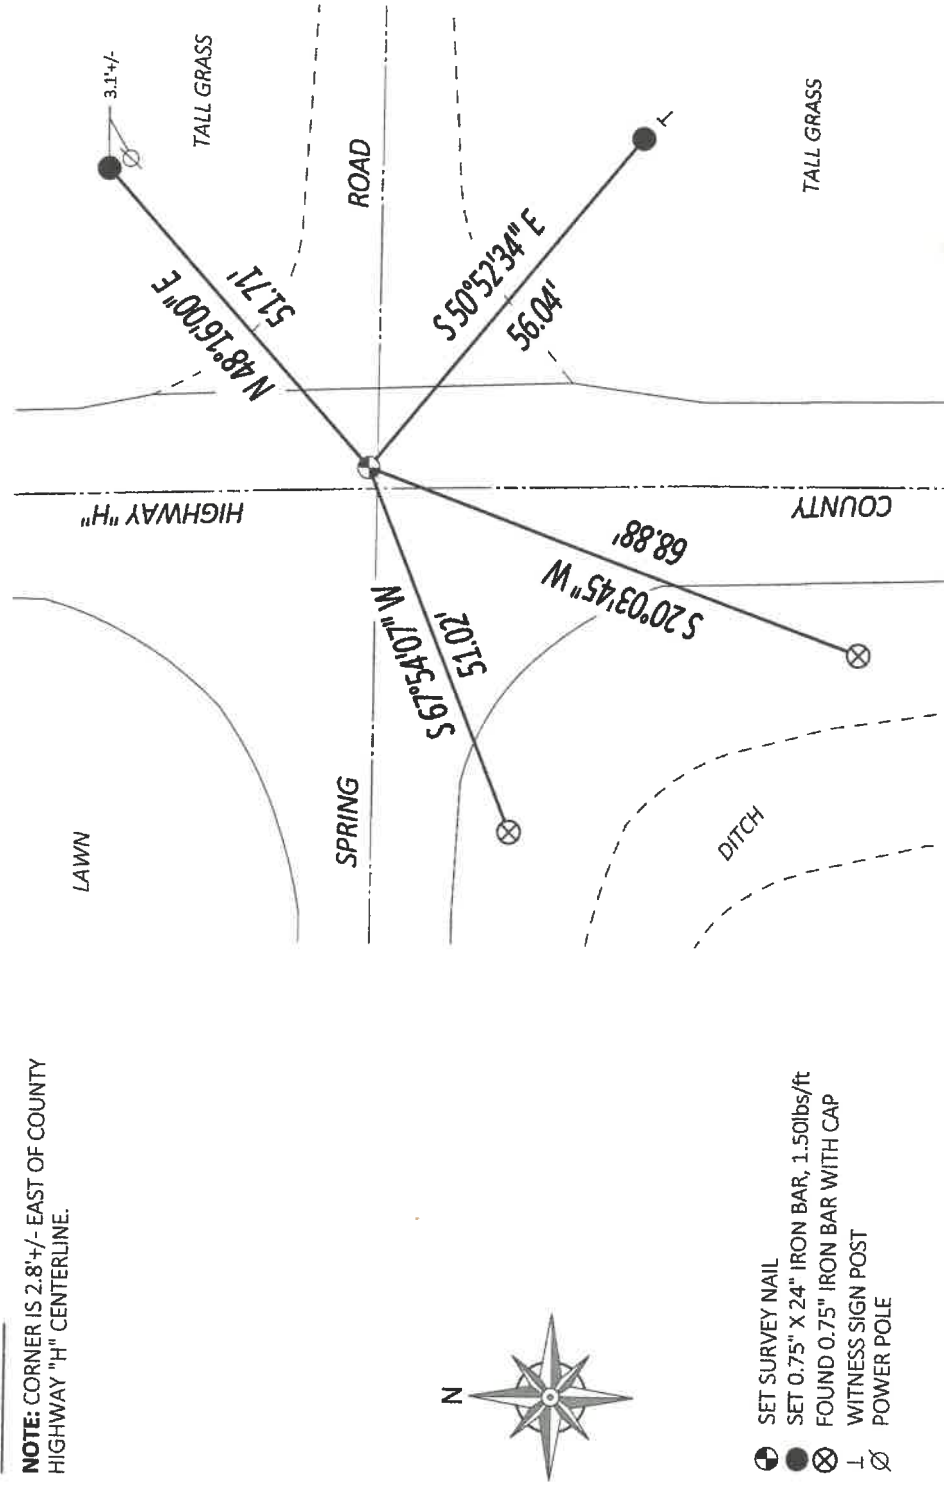 NOTE: CORNER IS 2.8'+/- EAST OF COUNTY
HIGHWAY "H" CENTERLINE.
N
SET SURVEY NAIL
SET 0.75" X 24" IRON BAR, 1.50lbs/ft
FOUND 0.75" IRON BAR WITH CAP
WITNESS SIGN POST
POWER POLE
LAWN
HIGHWAY "H"
TALL GRASS
3.1'+/-
N 48°16'00" E
51.71'
SPRING
ROAD
S 67°54'07" W
51.02'
S 50°52'34" E
56.04'
S 20°03'45" W
68.88'
DITCH
COUNTY
TALL GRASS